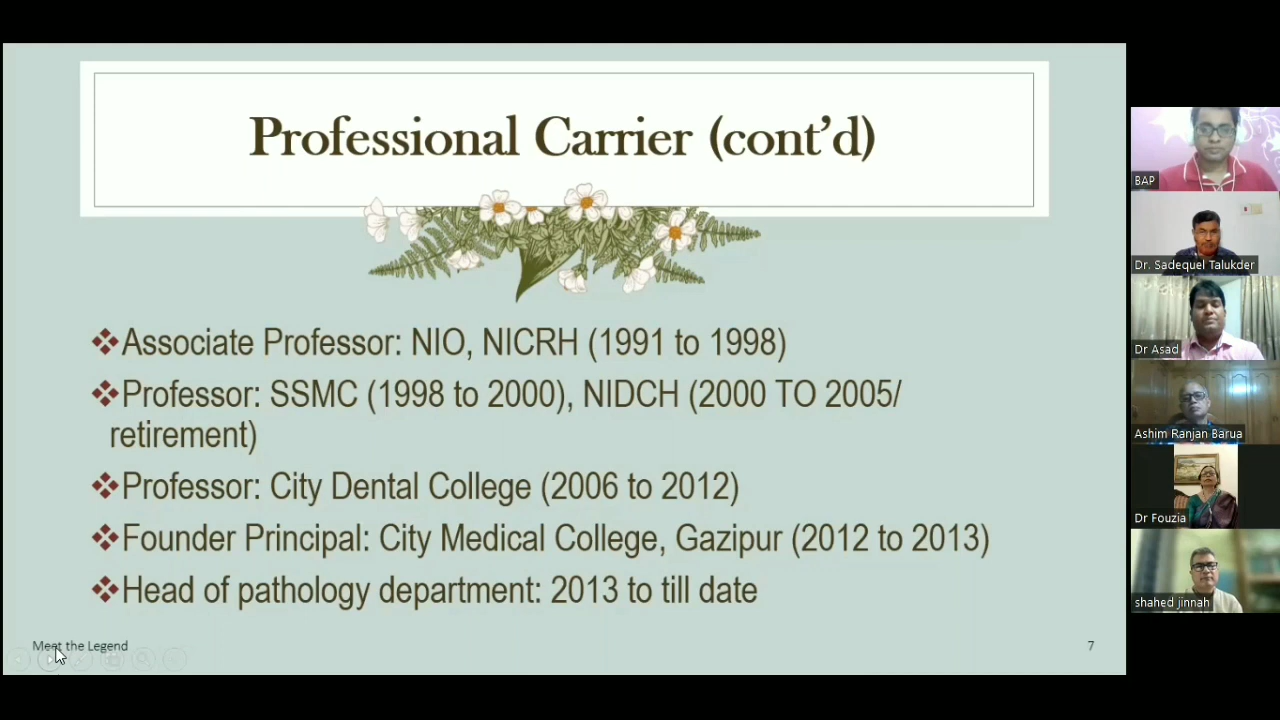 Professional Carrier (cont’d)
❖Associate Professor: NIO, NICRH (1991 to 1998)
❖Professor: SSMC (1998 to 2000), NIDCH (2000 TO 2005/
retirement)
❖Professor: City Dental College (2006 to 2012)
❖Founder Principal: City Medical College, Gazipur (2012 to 2013)
❖Head of pathology department: 2013 to till date
Meet the Legend
7
BAP
Dr. Sadequel Talukder
Dr Asad
Ashim Ranjan Barua
Dr Fouzia
shahed jinnah